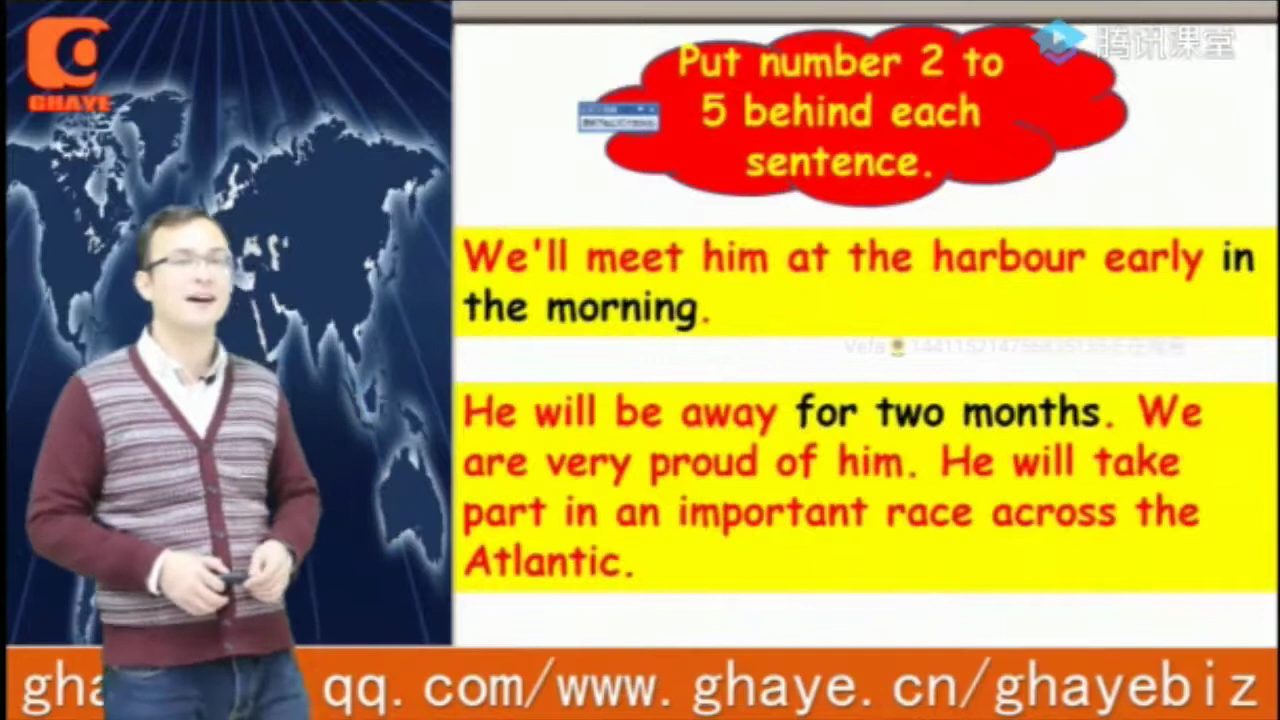 GHAYE
腾讯课堂
Put number 2 to
5 behind each
sentence.
We'll meet him at the harbour early in
the morning.
He will be away for two months. We
are very proud of him. He will take
part in an important race across the
Atlantic.
gha qq.com/www.ghaye.cn/ghayebiz